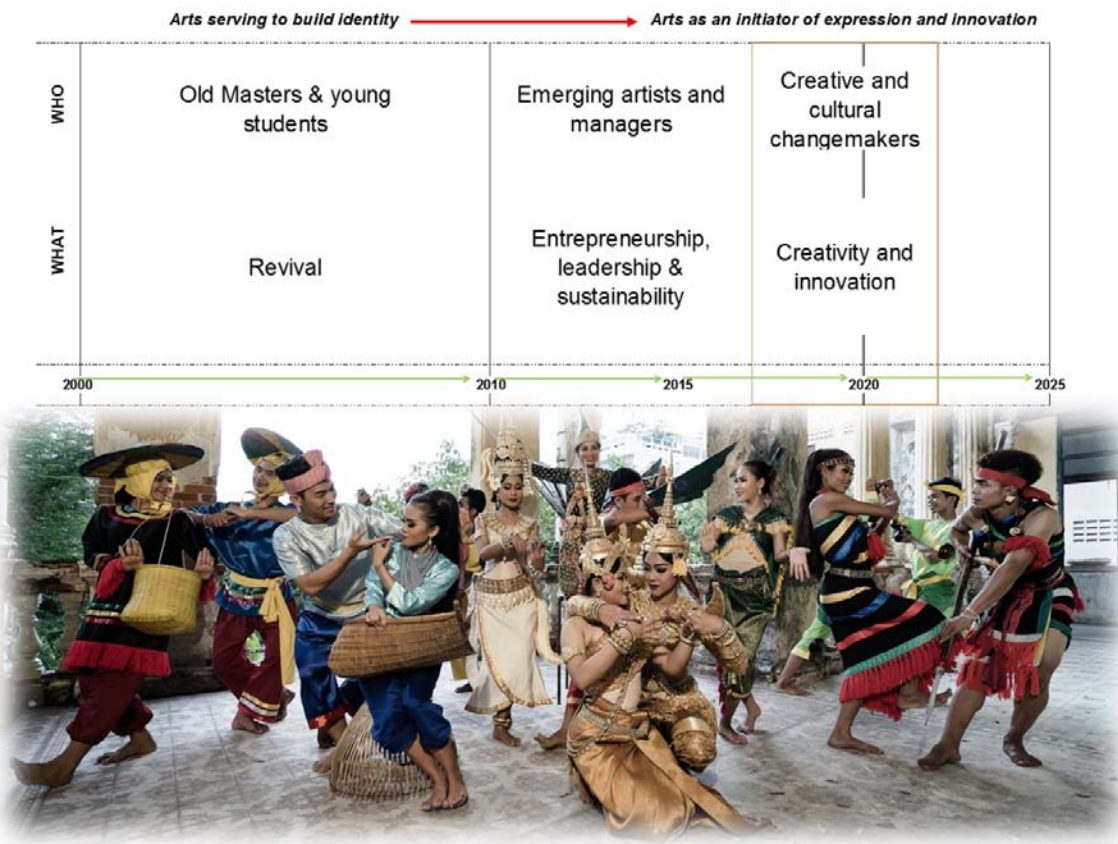 Arts serving to build identity
Arts as an initiator of expression and innovation
WHO
Old Masters & young
students
Emerging artists and
managers
Creative and
cultural
changemakers
WHAT
Revival
Entrepreneurship,
leadership &
sustainability
Creativity and
innovation
2000
2010
2015
2020
2025